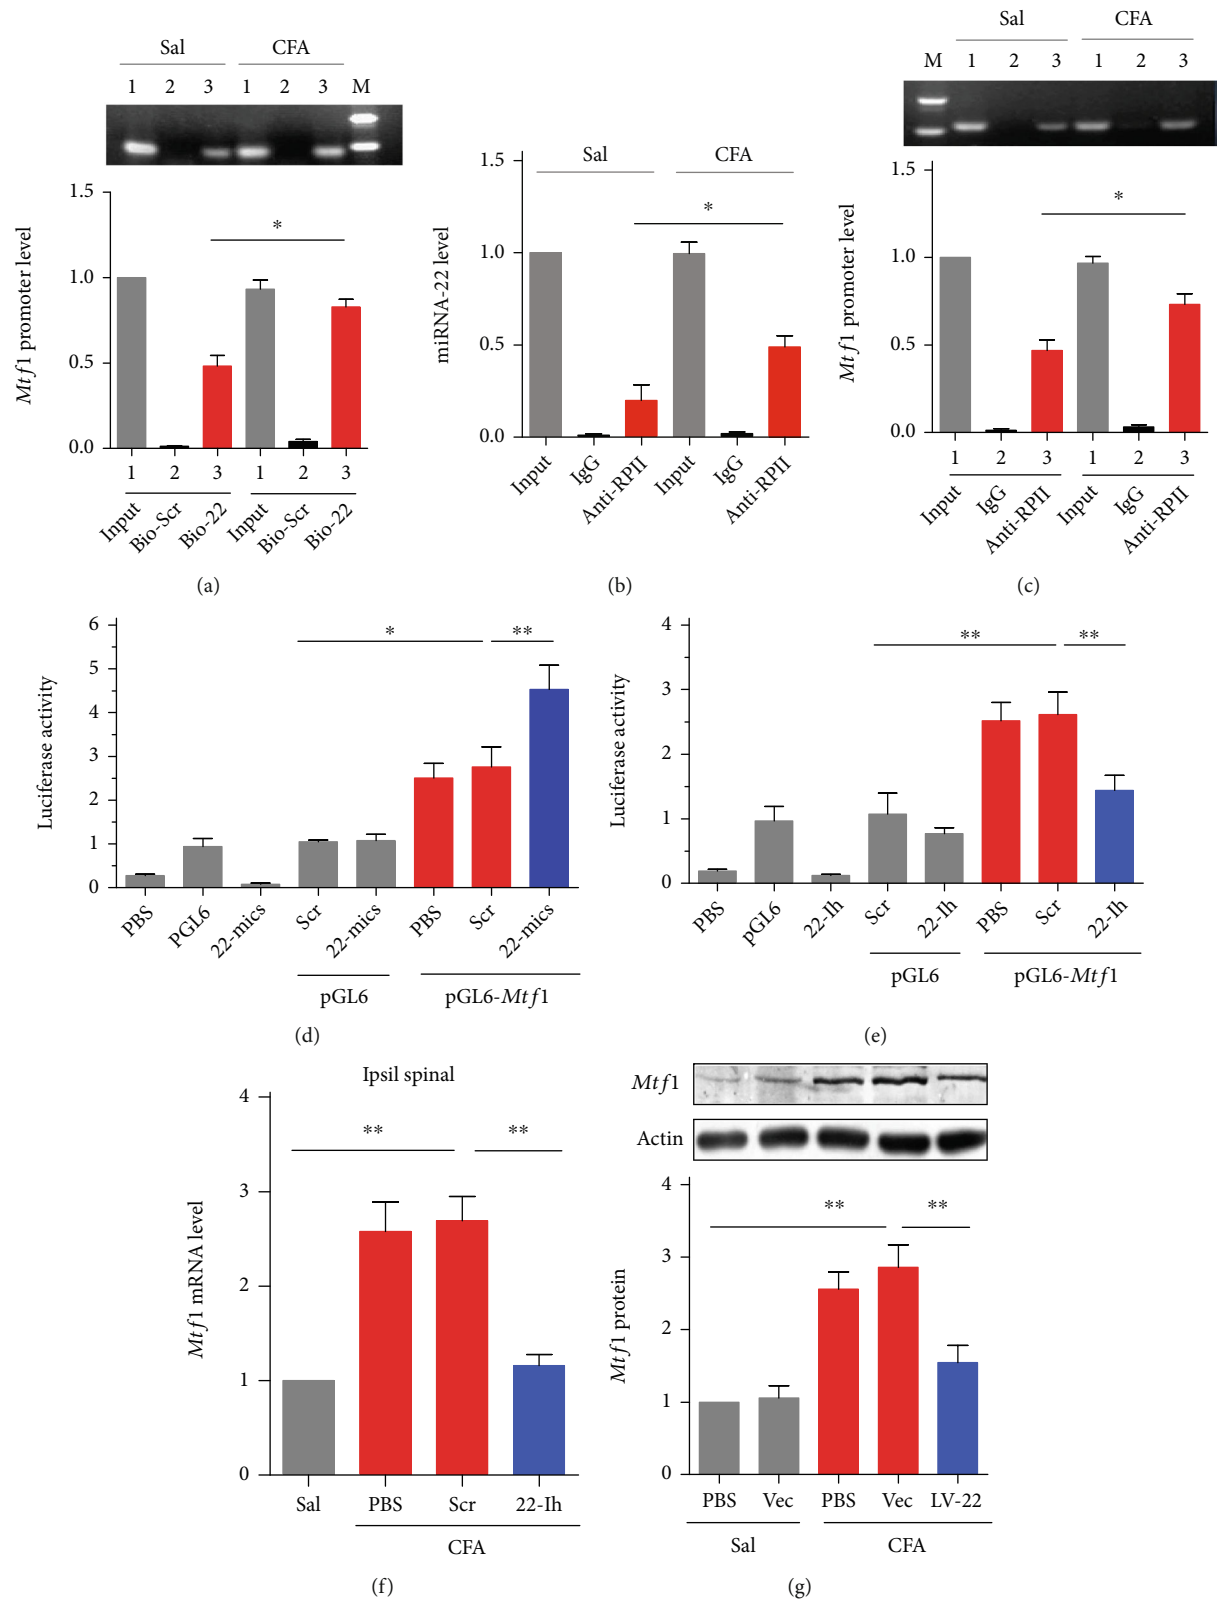 Sal CFA
1 2 3 1 2 3 M
1.5
1.0
0.5
0.0
Mtf1 promoter level
*
1 2 3 1 2 3
Input Bio-Scr Bio-22 Input Bio-Scr Bio-22
(a)
Sal CFA
1.5
1.0
0.5
0.0
miRNA-22 level
*
Input IgG Anti-RPII Input IgG Anti-RPII
(b)
Sal CFA
M 1 2 3 1 2 3
1.5
1.0
0.5
0.0
Mtf1 promoter level
*
1 2 3 1 2 3
Input IgG Anti-RPII Input IgG Anti-RPII
(c)
6
5
4
3
2
1
0
Luciferase activity
* **
PBS PGL6 22-mics Scr 22-mics PBS Scr 22-mics
pGL6 pGL6-Mtf1
(d)
4
3
2
1
0
Luciferase activity
** **
PBS pGL6 22-Ih Scr 22-Ih PBS Scr 22-Ih
pGL6 pGL6-Mtf1
(e)
Ipsil spinal
4
3
2
1
0
Mtf1 mRNA level
** **
Sal PBS Scr 22-Ih
CFA
(f)
Mtf1
Actin
4
3
2
1
0
Mtf1 protein
** **
PBS Vec PBS Vec LV-22
Sal CFA
(g)